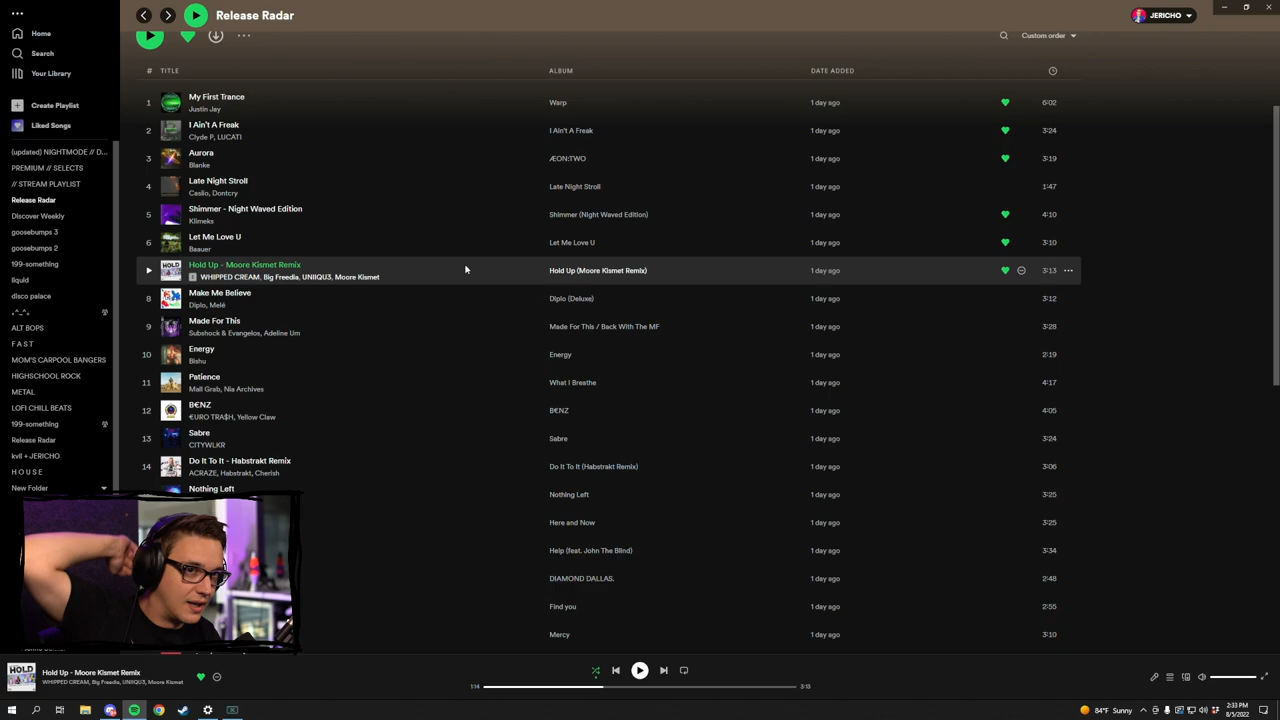 Release Radar
JERICHO
Home
Search
Your Library
Create Playlist
Liked Songs
(updated) NIGHTMODE // D...
PREMIUM // SELECTS
// STREAM PLAYLIST
Release Radar
Discover Weekly
goosebumps 3
goosebumps 2
199-something
liquid
disco palace
^_^
ALT BOPS
F A S T
MOM'S CARPOOL BANGERS
HIGHSCHOOL ROCK
METAL
LOFI CHILL BEATS
199-something
Release Radar
kvll + JERICHO
H O U S E
New Folder
Custom order
# TITLE ALBUM DATE ADDED
1 My First Trance Warp 1 day ago 6:02
Justin Jay
2 I Ain't A Freak I Ain't A Freak 1 day ago 3:24
Clyde P, LUCATI
3 Aurora ÆON:TWO 1 day ago 3:19
Blanke
4 Late Night Stroll Late Night Stroll 1 day ago 1:47
Caslio, Dontcry
5 Shimmer - Night Waved Edition Shimmer (Night Waved Edition) 1 day ago 4:10
Klimeks
6 Let Me Love U Let Me Love U 1 day ago 3:10
Baauer
Hold Up - Moore Kismet Remix Hold Up (Moore Kismet Remix) 1 day ago 3:13
E WHIPPED CREAM, Big Freedia, UNIIQU3, Moore Kismet
8 Make Me Believe Diplo (Deluxe) 1 day ago 3:12
Diplo, Melé
9 Made For This Made For This / Back With The MF 1 day ago 3:28
Subshock & Evangelos, Adeline Um
10 Energy Energy 1 day ago 2:19
Bishu
11 Patience What I Breathe 1 day ago 4:17
Mall Grab, Nia Archives
12 B€NZ B€NZ 1 day ago 4:05
€URO TRA$H, Yellow Claw
13 Sabre Sabre 1 day ago 3:24
CITYWLKR
14 Do It To It - Habstrakt Remix Do It To It (Habstrakt Remix) 1 day ago 3:06
ACRAZE, Habstrakt, Cherish
Nothing Left Nothing Left 1 day ago 3:25
Here and Now 1 day ago 3:25
Help (feat. John The Blind) 1 day ago 3:34
DIAMOND DALLAS. 1 day ago 2:48
Find you 1 day ago 2:55
Mercy 1 day ago 3:10
HOLD
Hold Up - Moore Kismet Remix
WHIPPED CREAM, Big Freedia, UNIIQU3, Moore Kismet
1:14 3:13
84°F Sunny
2:33 PM
8/5/2022